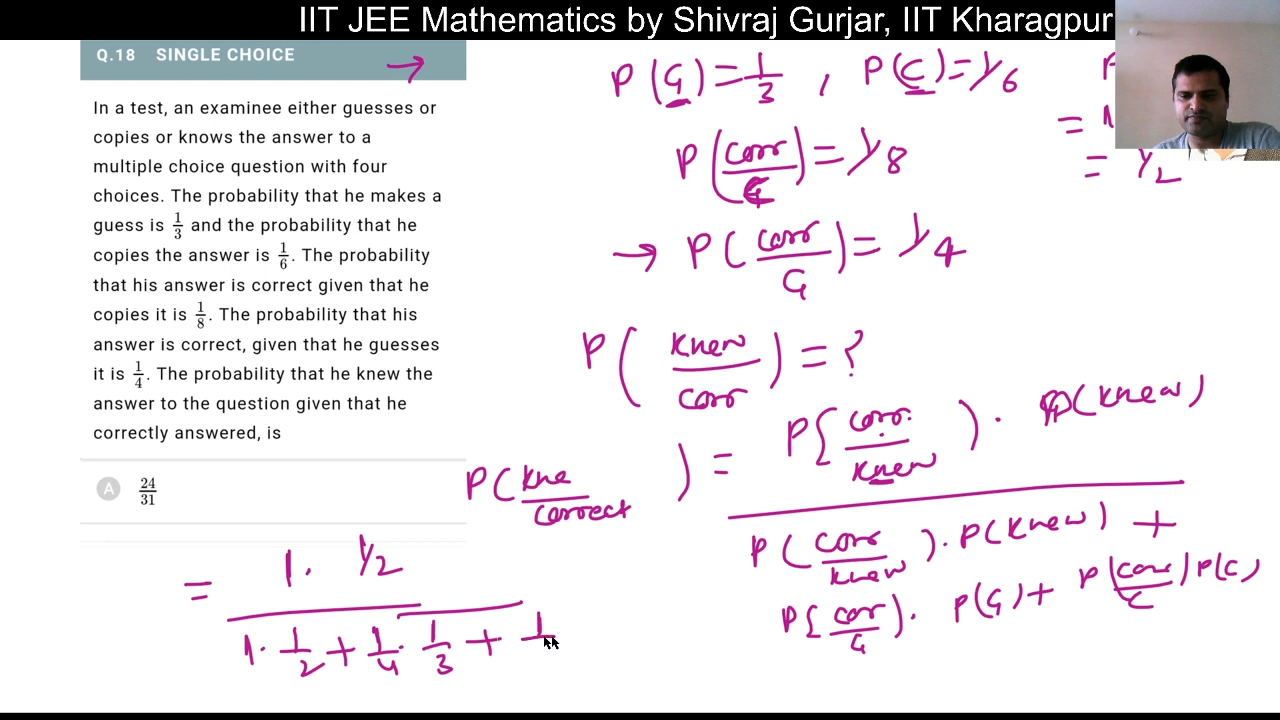 IIT JEE Mathematics by Shivraj Gurjar, IIT Kharagpur
Q.18 SINGLE CHOICE →
In a test, an examinee either guesses or
copies or knows the answer to a
multiple choice question with four
choices. The probability that he makes a
guess is 1/3 and the probability that he
copies the answer is 1/6. The probability
that his answer is correct given that he
copies it is 1/8. The probability that his
answer is correct, given that he guesses
it is 1/4. The probability that he knew the
answer to the question given that he
correctly answered, is
A 24/31
P(G) = 1/3 , P(C) = 1/6
= 1/2
P(corr/C) = 1/8
→ P(corr/G) = 1/4
P(knew/corr) = ?
P(kne/correct) = P{corr./knew) . P(knew)
P(corr/knew) . P(knew) +
P{cor/G) . P(G) + P(corr/C) P(C)
= 1 . 1/2
1 . 1/2 + 1/4 . 1/3 + 1